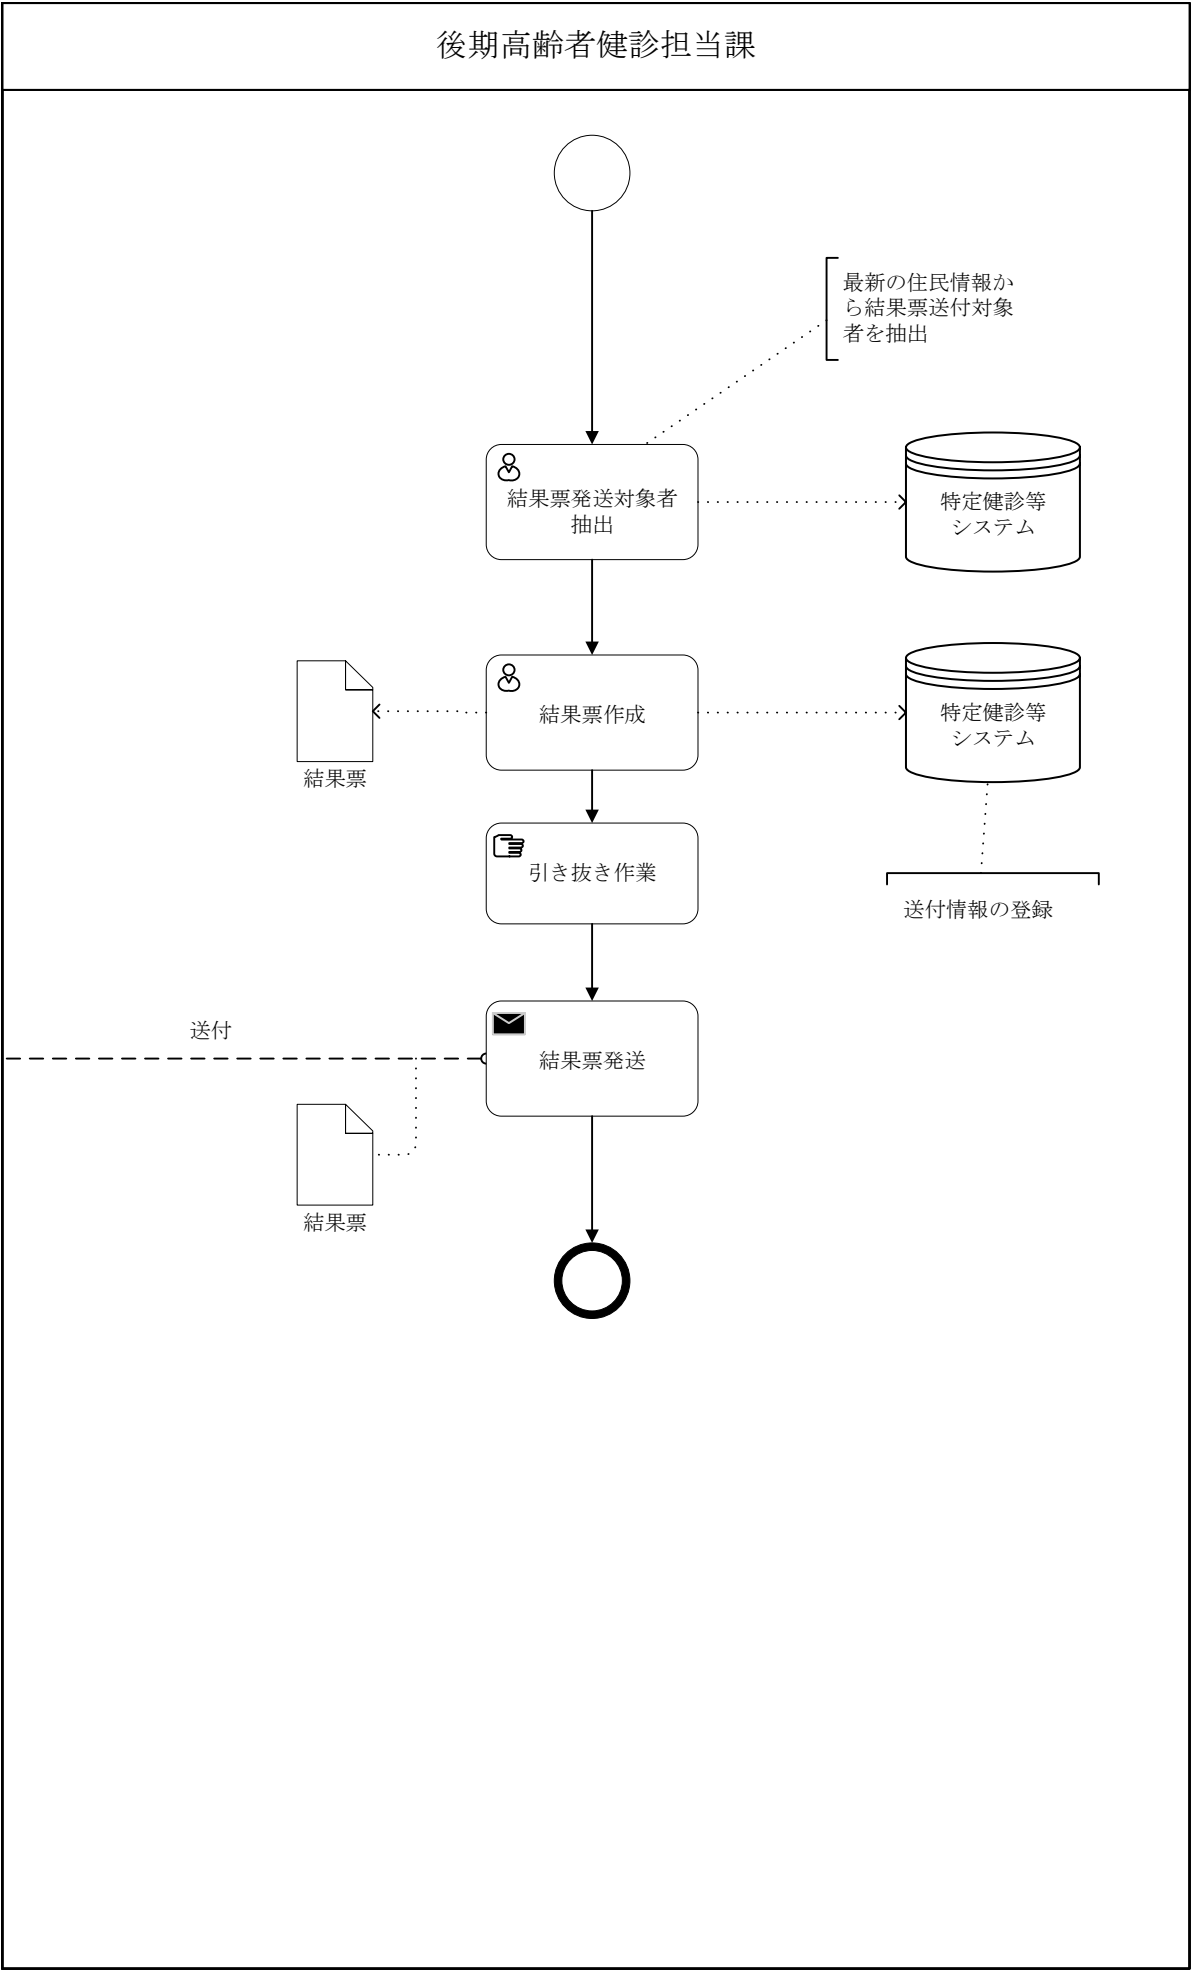 後期高齢者健診担当課
最新の住民情報か
ら結果票送付対象
者を抽出
結果票発送対象者
抽出
特定健診等
システム
結果票作成
特定健診等
システム
結果票
引き抜き作業
送付情報の登録
送付
結果票発送
結果票